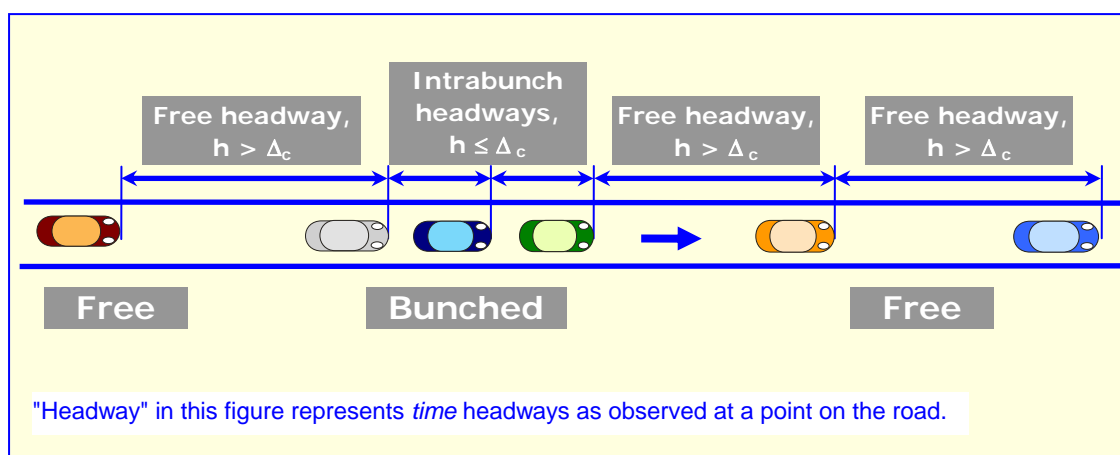 Intrabunch
headways,
h ≤ Δc
Free headway,
h > Δc
Free headway,
h > Δc
Free headway,
h > Δc
Free
Bunched
Free
"Headway" in this figure represents time headways as observed at a point on the road.